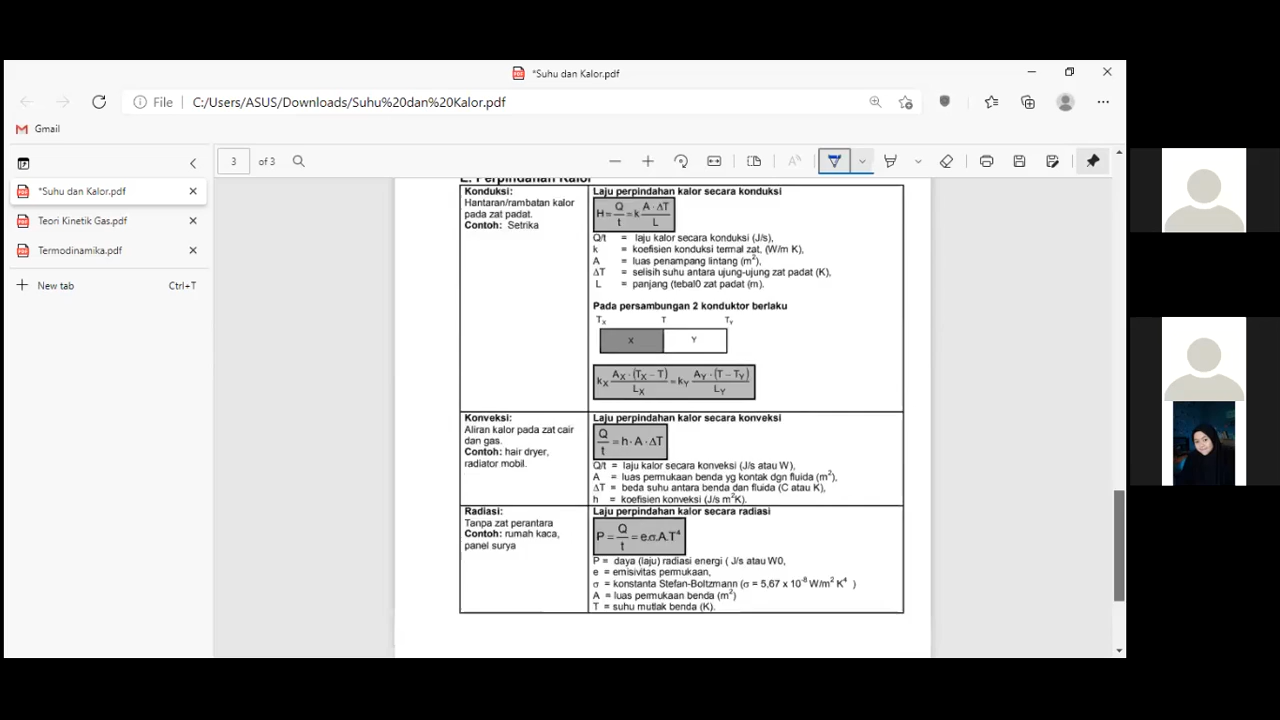 *Suhu dan Kalor.pdf
File C:/Users/ASUS/Downloads/Suhu%20dan%20Kalor.pdf
Gmail
3 of 3
*Suhu dan Kalor.pdf
Teori Kinetik Gas.pdf
Termodinamika.pdf
New tab Ctrl+T
E. Perpindahan Kalor
Konduksi:
Hantaran/rambatan kalor
pada zat padat.
Contoh: Setrika
Laju perpindahan kalor secara konduksi
H = Q/t = k A · ΔT / L
Q/t = laju kalor secara konduksi (J/s),
k = koefisien konduksi termal zat, (W/m K),
A = luas penampang lintang (m²),
ΔT = selisih suhu antara ujung-ujung zat padat (K),
L = panjang (tebal0 zat padat (m).
Pada persambungan 2 konduktor berlaku
Tx T Ty
X Y
kX AX · (TX – T) / LX = kY AY · (T – TY) / LY
Konveksi:
Aliran kalor pada zat cair
dan gas.
Contoh: hair dryer,
radiator mobil.
Laju perpindahan kalor secara konveksi
Q/t = h · A · ΔT
Q/t = laju kalor secara konveksi (J/s atau W),
A = luas permukaan benda yg kontak dgn fluida (m²),
ΔT = beda suhu antara benda dan fluida (C atau K),
h = koefisien konveksi (J/s m²K).
Radiasi:
Tanpa zat perantara
Contoh: rumah kaca,
panel surya
Laju perpindahan kalor secara radiasi
P = Q/t = eσ.A.T⁴
P = daya (laju) radiasi energi ( J/s atau W0,
e = emisivitas permukaan,
σ = konstanta Stefan-Boltzmann (σ = 5,67 x 10⁻⁸ W/m² K⁴ )
A = luas permukaan benda (m²)
T = suhu mutlak benda (K).